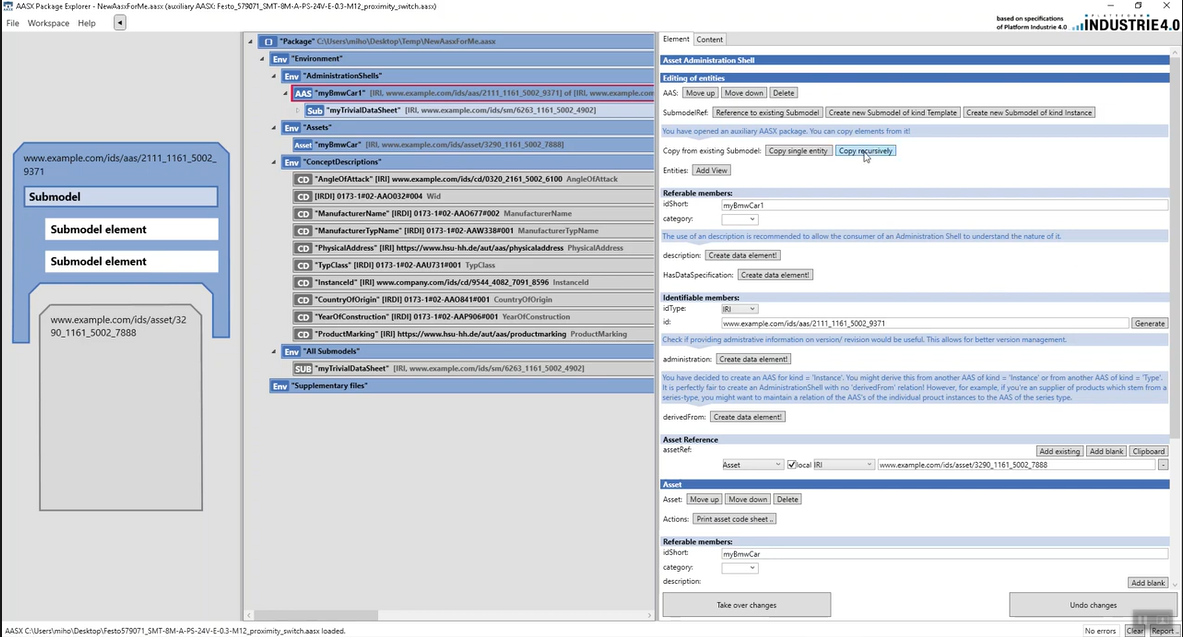 AASX Package Explorer - NewAasxForMe.aasx (auxiliary AASX: Festo_579071_SMT-8M-A-PS-24V-E-0.3-M12_proximity_switch.aasx)
File Workspace Help
based on specifications
of Platform Industrie 4.0
PLATTFORM
INDUSTRIE4.0
www.example.com/ids/aas/2111_1161_5002_
9371
Submodel
Submodel element
Submodel element
www.example.com/ids/asset/32
90_1161_5002_7888
"Package" C:\Users\miho\Desktop\Temp\NewAasxForMe.aasx
Env "Environment"
Env "AdministrationShells"
AAS "myBmwCar1" [IRI, www.example.com/ids/aas/2111_1161_5002_9371] of [IRI, www.example.com
Sub "myTrivialDataSheet" [IRI, www.example.com/ids/sm/6263_1161_5002_4902]
Env "Assets"
Asset "myBmwCar" [IRI, www.example.com/ids/asset/3290_1161_5002_7888]
Env "ConceptDescriptions"
CD "AngleOfAttack" [IRI] www.example.com/ids/cd/0320_2161_5002_6100 AngleOfAttack
CD [IRDI] 0173-1#02-AAO032#004 Wid
CD "ManufacturerName" [IRDI] 0173-1#02-AAO677#002 ManufacturerName
CD "ManufacturerTypName" [IRDI] 0173-1#02-AAW338#001 ManufacturerTypName
CD "PhysicalAddress" [IRI] https://www.hsu-hh.de/aut/aas/physicaladdress PhysicalAddress
CD "TypClass" [IRDI] 0173-1#02-AAU731#001 TypClass
CD "InstanceId" [IRI] www.company.com/ids/cd/9544_4082_7091_8596 InstanceId
CD "CountryOfOrigin" [IRDI] 0173-1#02-AAO841#001 CountryOfOrigin
CD "YearOfConstruction" [IRDI] 0173-1#02-AAP906#001 YearOfConstruction
CD "ProductMarking" [IRI] https://www.hsu-hh.de/aut/aas/productmarking ProductMarking
Env "All Submodels"
SUB "myTrivialDataSheet" [IRI, www.example.com/ids/sm/6263_1161_5002_4902]
Env "Supplementary files"
Element Content
Asset Administration Shell
Editing of entities
AAS: Move up Move down Delete
SubmodelRef: Reference to existing Submodel Create new Submodel of kind Template Create new Submodel of kind Instance
You have opened an auxiliary AASX package. You can copy elements from it!
Copy from existing Submodel: Copy single entity Copy recursively
Entities: Add View
Referable members:
idShort: myBmwCar1
category:
The use of an description is recommended to allow the consumer of an Administration Shell to understand the nature of it.
description: Create data element!
HasDataSpecification: Create data element!
Identifiable members:
idType: IRI
id: www.example.com/ids/aas/2111_1161_5002_9371 Generate
Check if providing admistrative information on version/ revision would be useful. This allows for better version management.
administration: Create data element!
You have decided to create an AAS for kind = 'Instance'. You might derive this from another AAS of kind = 'Instance' or from another AAS of kind = 'Type'.
It is perfectly fair to create an AdministrationShell with no 'derivedFrom' relation! However, for example, if you're an supplier of products which stem from a
series-type, you might want to maintain a relation of the AAS's of the individual prouct instances to the AAS of the series type.
derivedFrom: Create data element!
Asset Reference
assetRef: Add existing Add blank Clipboard
Asset local IRI www.example.com/ids/asset/3290_1161_5002_7888 -
Asset
Asset: Move up Move down Delete
Actions: Print asset code sheet ..
Referable members:
idShort: myBmwCar
category:
description: Add blank
Take over changes Undo changes
AASX C:\Users\miho\Desktop\Festo579071_SMT-8M-A-PS-24V-E-0.3-M12_proximity_switch.aasx loaded.
No errors Clear Report..